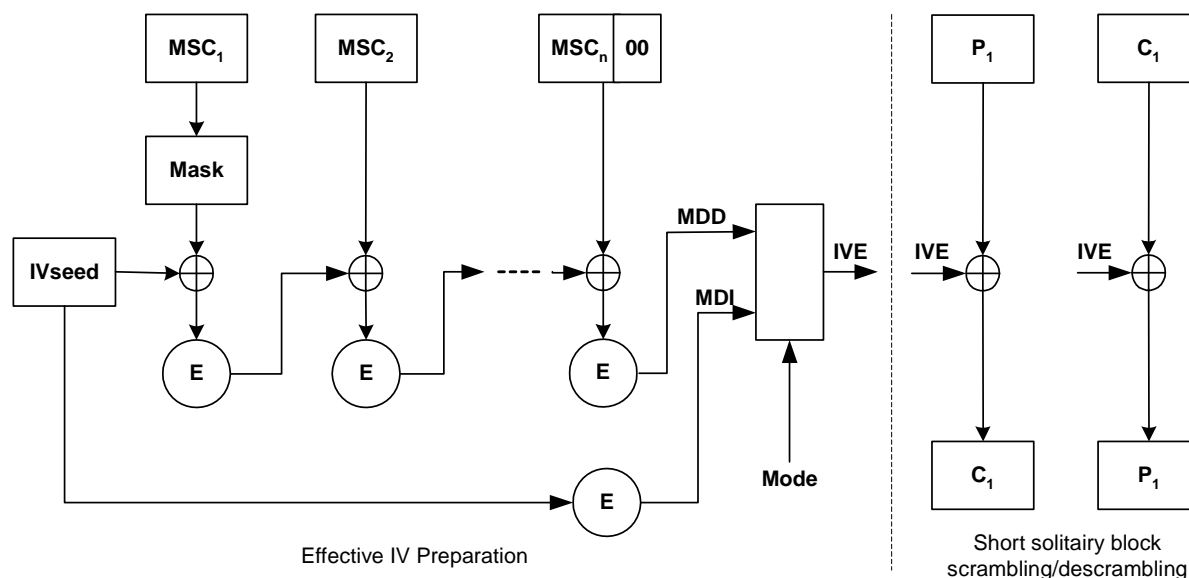 MSC1 MSC2 MSCn 00 P1 C1
Mask
IVseed MDD IVE IVE IVE
MDI
E E E
Mode C1 P1
E
Effective IV Preparation
Short solitairy block
scrambling/descrambling